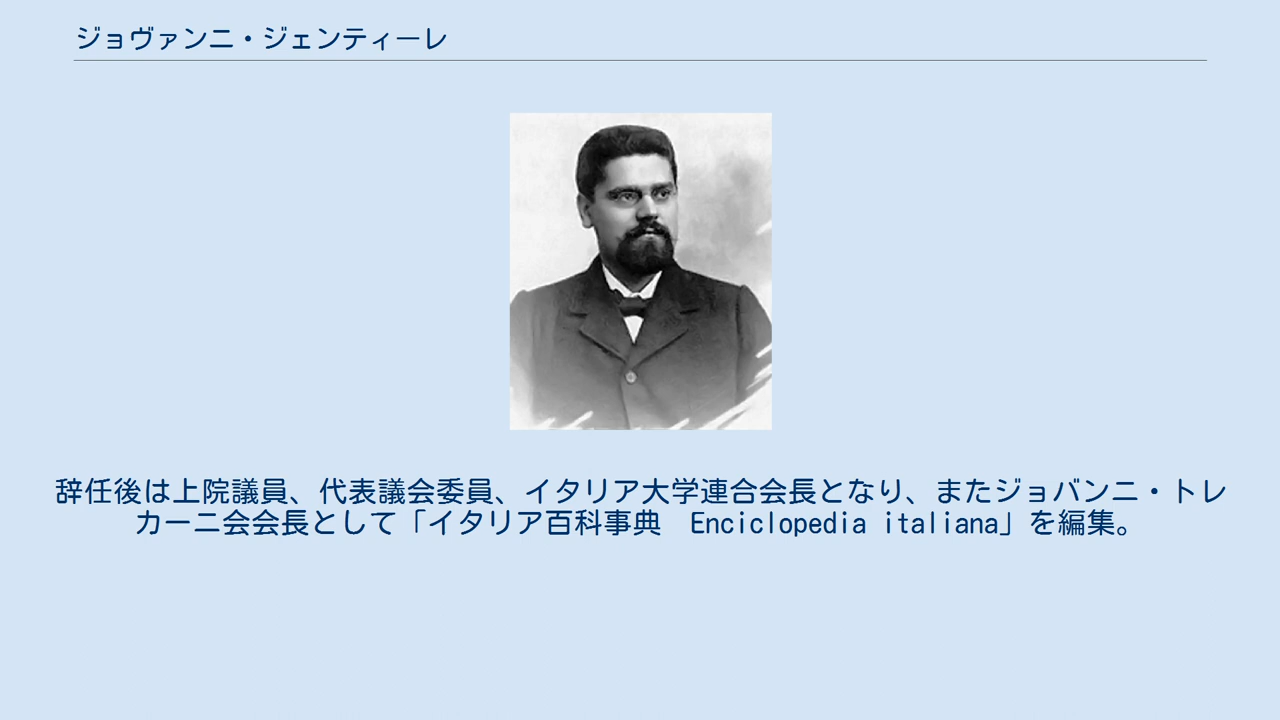 ジョヴァンニ・ジェンティーレ
辞任後は上院議員、代表議会委員、イタリア大学連合会長となり、またジョバンニ・トレ
カーニ会会長として「イタリア百科事典　Enciclopedia italiana」を編集。